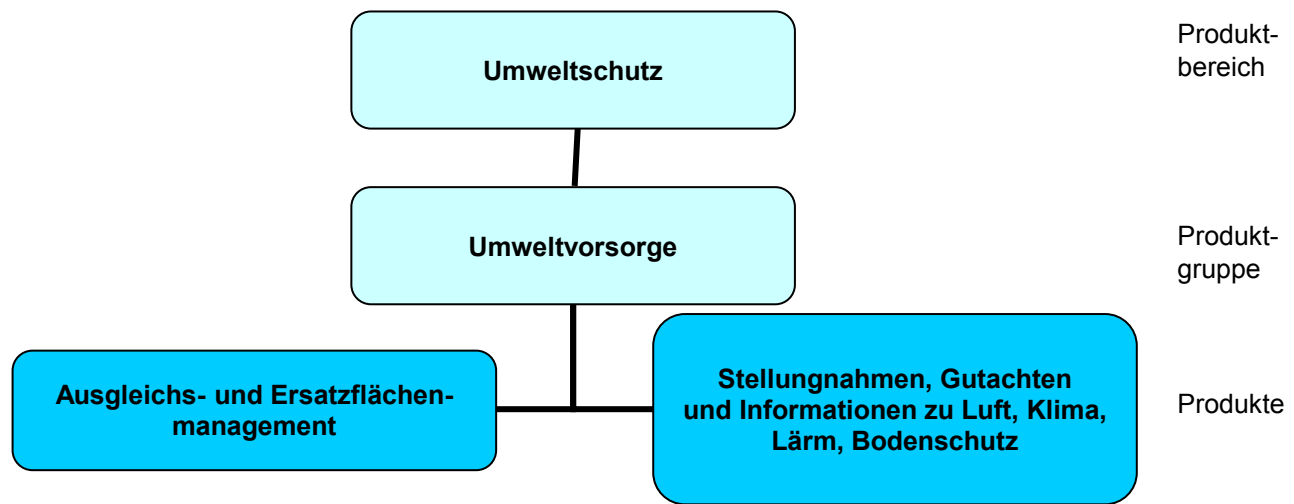 Umweltschutz
Produkt-
bereich
Umweltvorsorge
Produkt-
gruppe
Ausgleichs- und Ersatzflächen-
management
Stellungnahmen, Gutachten
und Informationen zu Luft, Klima,
Lärm, Bodenschutz
Produkte